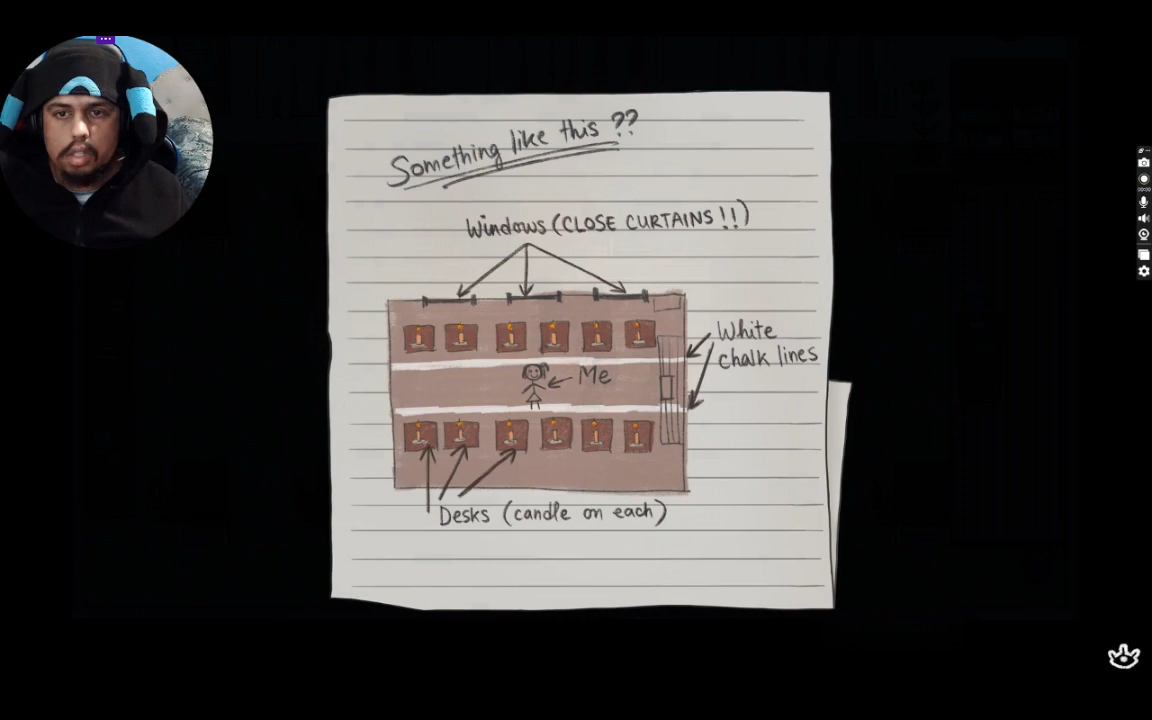 Something like this ??
Windows (CLOSE CURTAINS !!)
White
chalk lines
Me
Desks (candle on each)